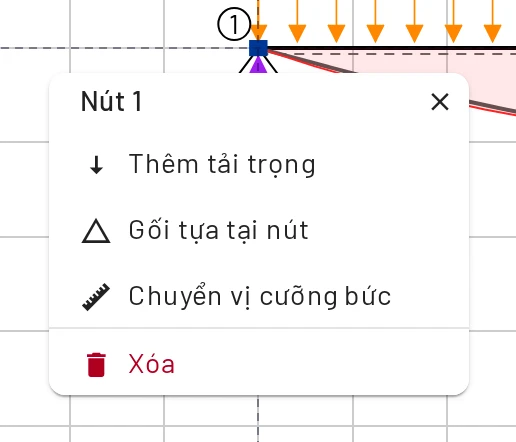 1
Nút 1
Thêm tải trọng
Gối tựa tại nút
Chuyển vị cưỡng bức
Xóa